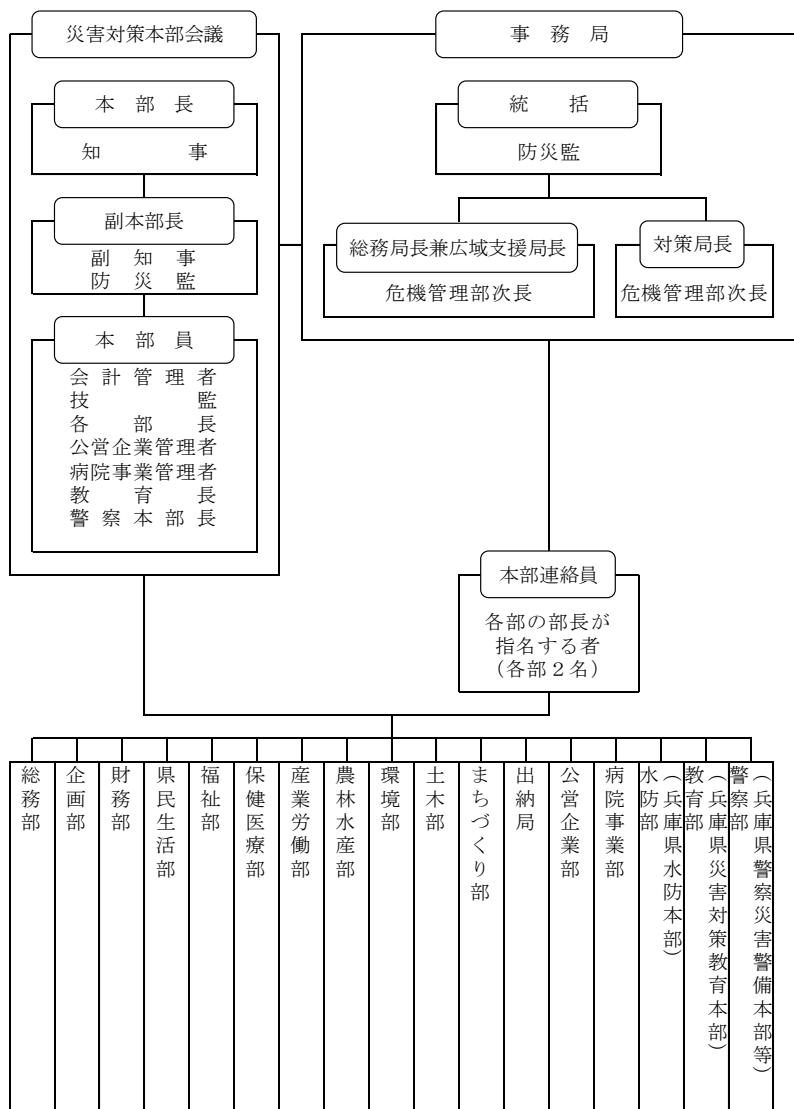 災害対策本部会議
本部長
知事
副本部長
副知事
防災監
本部員
会計管理者
技監
各部長
公営企業管理者
病院事業管理者
教育長
警察本部長
事務局
統括
防災監
総務局長兼広域支援局長
危機管理部次長
対策局長
危機管理部次長
本部連絡員
各部の部長が
指名する者
（各部２名）
総務部
企画部
財務部
県民生活部
福祉部
保健医療部
産業労働部
農林水産部
環境部
土木部
まちづくり部
出納局
公営企業部
病院事業部
水防部
（兵庫県水防本部）
教育部
（兵庫県災害対策教育本部）
警察部
（兵庫県警察災害警備本部等）